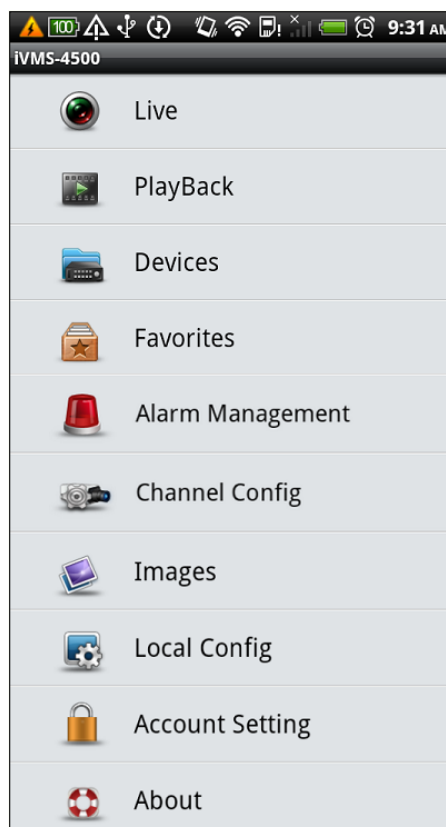 100 9:31 AM
iVMS-4500
Live
PlayBack
Devices
Favorites
Alarm Management
Channel Config
Images
Local Config
Account Setting
About